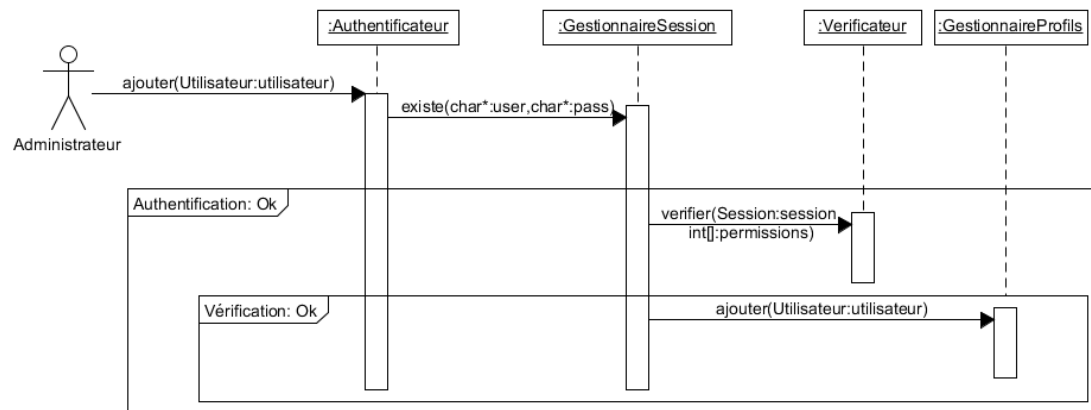 :Authentificateur
:GestionnaireSession
:Verificateur
:GestionnaireProfils
ajouter(Utilisateur:utilisateur)
existe(char*:user,char*:pass)
Administrateur
Authentification: Ok
verifier(Session:session
int[]:permissions)
Vérification: Ok
ajouter(Utilisateur:utilisateur)